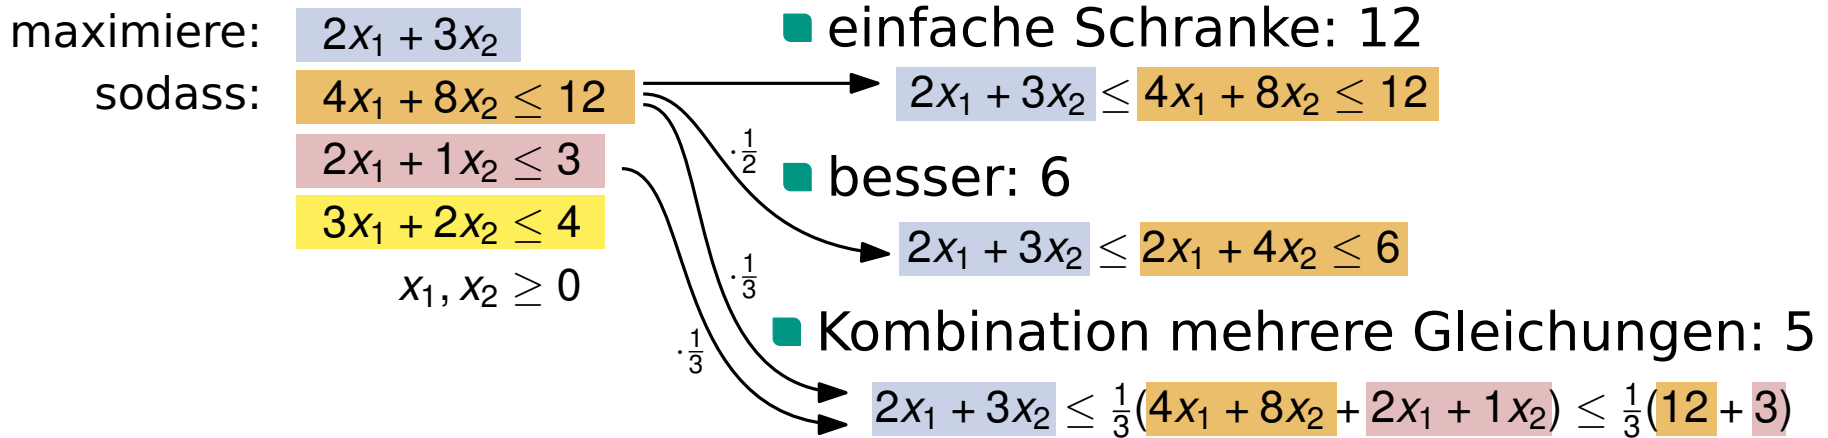 maximiere: 2x₁ + 3x₂
sodass: 4x₁ + 8x₂ ≤ 12
2x₁ + 1x₂ ≤ 3
3x₁ + 2x₂ ≤ 4
x₁, x₂ ≥ 0
·1/2
·1/3
·1/3
einfache Schranke: 12
2x₁ + 3x₂ ≤ 4x₁ + 8x₂ ≤ 12
besser: 6
2x₁ + 3x₂ ≤ 2x₁ + 4x₂ ≤ 6
Kombination mehrere Gleichungen: 5
2x₁ + 3x₂ ≤ 1/3(4x₁ + 8x₂ + 2x₁ + 1x₂) ≤ 1/3(12 + 3)